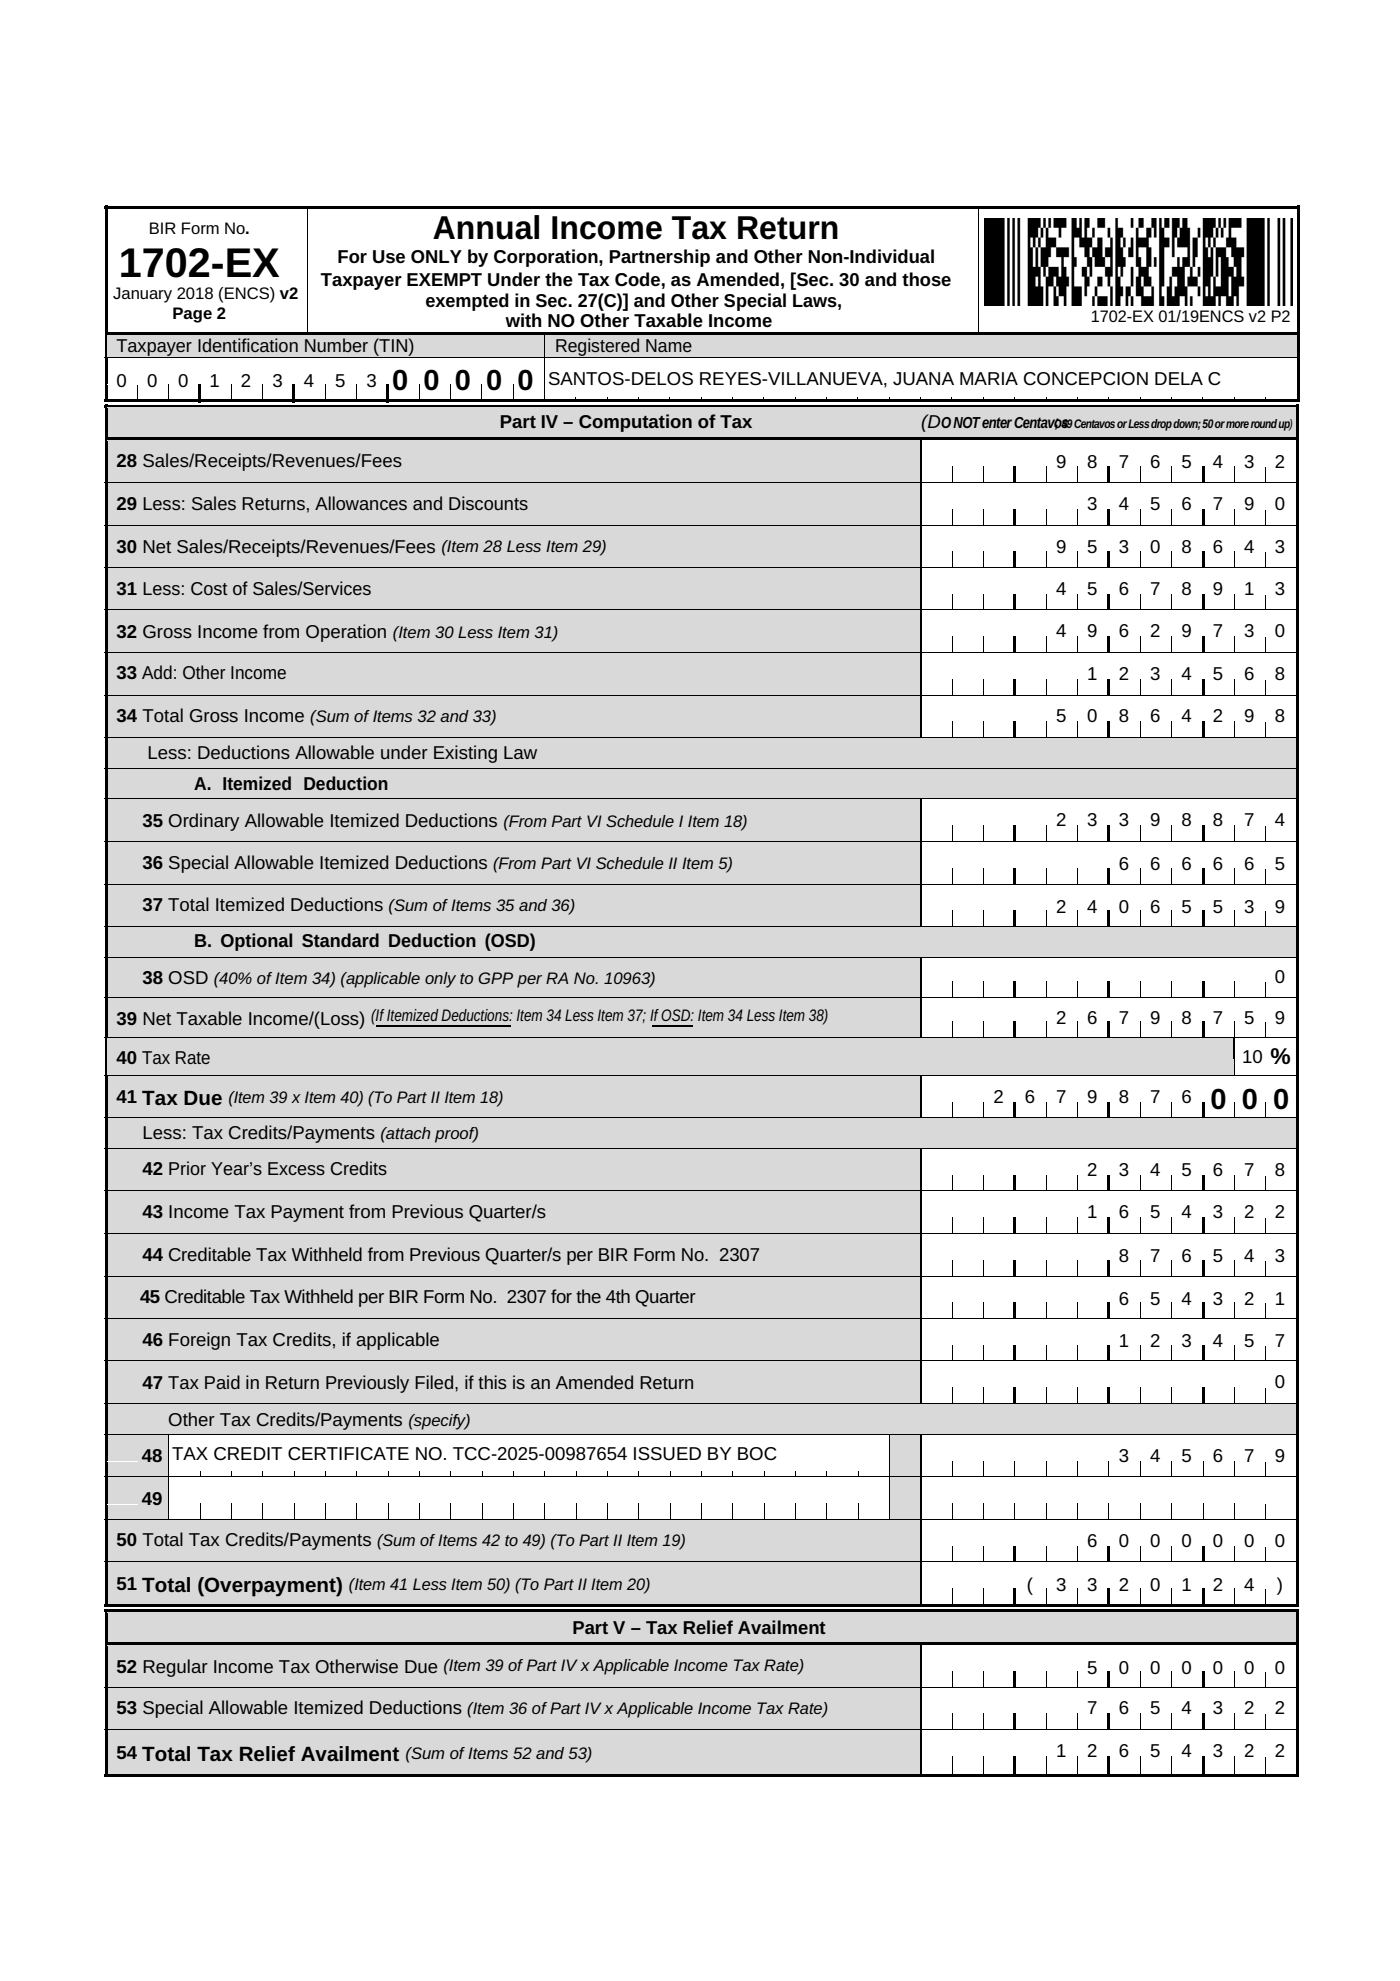 BIR Form No.
1702-EX
January 2018 (ENCS) v2
Page 2
Annual Income Tax Return
For Use ONLY by Corporation, Partnership and Other Non-Individual
Taxpayer EXEMPT Under the Tax Code, as Amended, [Sec. 30 and those
exempted in Sec. 27(C)] and Other Special Laws,
with NO Other Taxable Income
1702-EX 01/19ENCS v2 P2
Taxpayer Identification Number (TIN) Registered Name
0 0 0 1 2 3 4 5 3 0 0 0 0 0 SANTOS-DELOS REYES-VILLANUEVA, JUANA MARIA CONCEPCION DELA C
Part IV – Computation of Tax (DO NOT enter Centavos 49 Centavos or Less drop down; 50 or more round up)
28 Sales/Receipts/Revenues/Fees 9 8 7 6 5 4 3 2
29 Less: Sales Returns, Allowances and Discounts 3 4 5 6 7 9 0
30 Net Sales/Receipts/Revenues/Fees (Item 28 Less Item 29) 9 5 3 0 8 6 4 3
31 Less: Cost of Sales/Services 4 5 6 7 8 9 1 3
32 Gross Income from Operation (Item 30 Less Item 31) 4 9 6 2 9 7 3 0
33 Add: Other Income 1 2 3 4 5 6 8
34 Total Gross Income (Sum of Items 32 and 33) 5 0 8 6 4 2 9 8
Less: Deductions Allowable under Existing Law
A. Itemized Deduction
35 Ordinary Allowable Itemized Deductions (From Part VI Schedule I Item 18) 2 3 3 9 8 8 7 4
36 Special Allowable Itemized Deductions (From Part VI Schedule II Item 5) 6 6 6 6 6 5
37 Total Itemized Deductions (Sum of Items 35 and 36) 2 4 0 6 5 5 3 9
B. Optional Standard Deduction (OSD)
38 OSD (40% of Item 34) (applicable only to GPP per RA No. 10963) 0
39 Net Taxable Income/(Loss) (If Itemized Deductions: Item 34 Less Item 37; If OSD: Item 34 Less Item 38) 2 6 7 9 8 7 5 9
40 Tax Rate 10 %
41 Tax Due (Item 39 x Item 40) (To Part II Item 18) 2 6 7 9 8 7 6 0 0 0
Less: Tax Credits/Payments (attach proof)
42 Prior Year’s Excess Credits 2 3 4 5 6 7 8
43 Income Tax Payment from Previous Quarter/s 1 6 5 4 3 2 2
44 Creditable Tax Withheld from Previous Quarter/s per BIR Form No. 2307 8 7 6 5 4 3
45 Creditable Tax Withheld per BIR Form No. 2307 for the 4th Quarter 6 5 4 3 2 1
46 Foreign Tax Credits, if applicable 1 2 3 4 5 7
47 Tax Paid in Return Previously Filed, if this is an Amended Return 0
Other Tax Credits/Payments (specify)
48 TAX CREDIT CERTIFICATE NO. TCC-2025-00987654 ISSUED BY BOC 3 4 5 6 7 9
49
50 Total Tax Credits/Payments (Sum of Items 42 to 49) (To Part II Item 19) 6 0 0 0 0 0 0
51 Total (Overpayment) (Item 41 Less Item 50) (To Part II Item 20) ( 3 3 2 0 1 2 4 )
Part V – Tax Relief Availment
52 Regular Income Tax Otherwise Due (Item 39 of Part IV x Applicable Income Tax Rate) 5 0 0 0 0 0 0
53 Special Allowable Itemized Deductions (Item 36 of Part IV x Applicable Income Tax Rate) 7 6 5 4 3 2 2
54 Total Tax Relief Availment (Sum of Items 52 and 53) 1 2 6 5 4 3 2 2